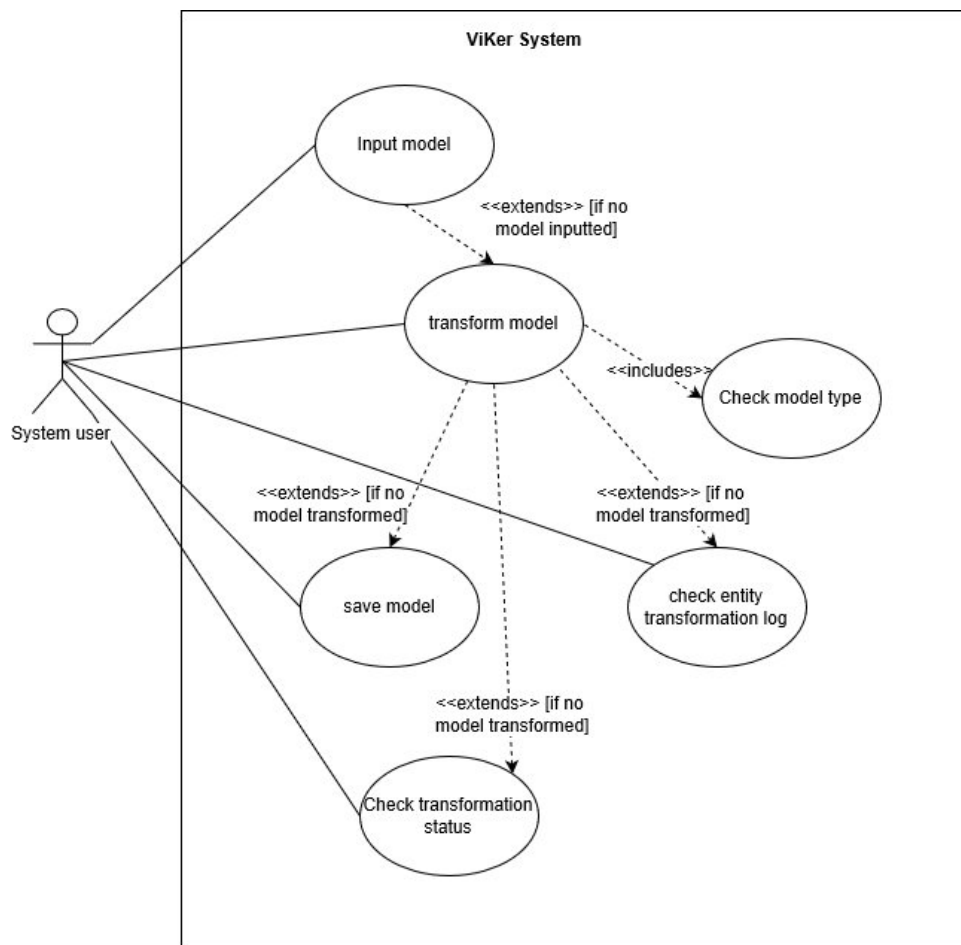 ViKer System
Input model
<<extends>> [if no
model inputted]
transform model
<<includes>>
Check model type
System user
<<extends>> [if no
model transformed]
<<extends>> [if no
model transformed]
save model
check entity
transformation log
<<extends>> [if no
model transformed]
Check transformation
status